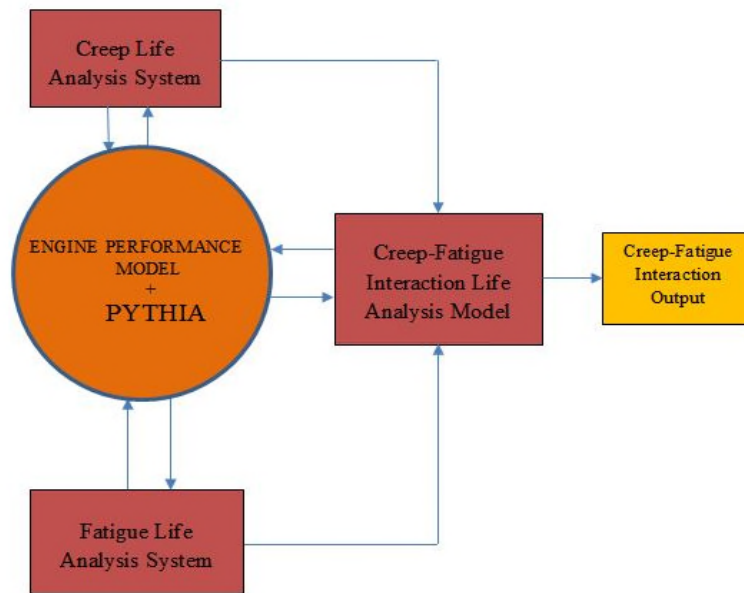 Creep Life
Analysis System
ENGINE PERFORMANCE
MODEL
+
PYTHIA
Creep-Fatigue
Interaction Life
Analysis Model
Creep-Fatigue
Interaction
Output
Fatigue Life
Analysis System